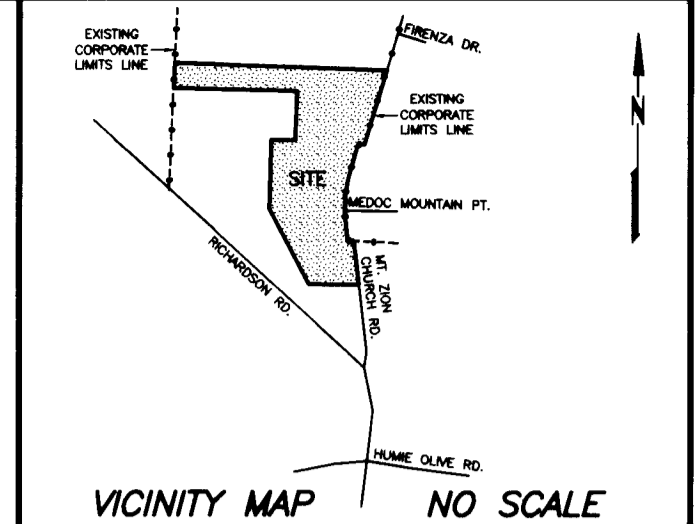 EXISTING
CORPORATE
LIMITS LINE
FIRENZA DR.
EXISTING
CORPORATE
LIMITS LINE
N
SITE
MEDOC MOUNTAIN PT.
RICHARDSON RD.
MT. ZION
CHURCH RD.
HUMIE OLIVE RD.
VICINITY MAP NO SCALE